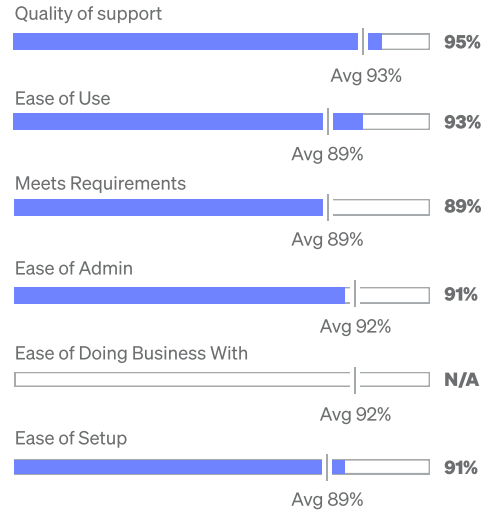 Quality of support
95%
Avg 93%
Ease of Use
93%
Avg 89%
Meets Requirements
89%
Avg 89%
Ease of Admin
91%
Avg 92%
Ease of Doing Business With
N/A
Avg 92%
Ease of Setup
91%
Avg 89%